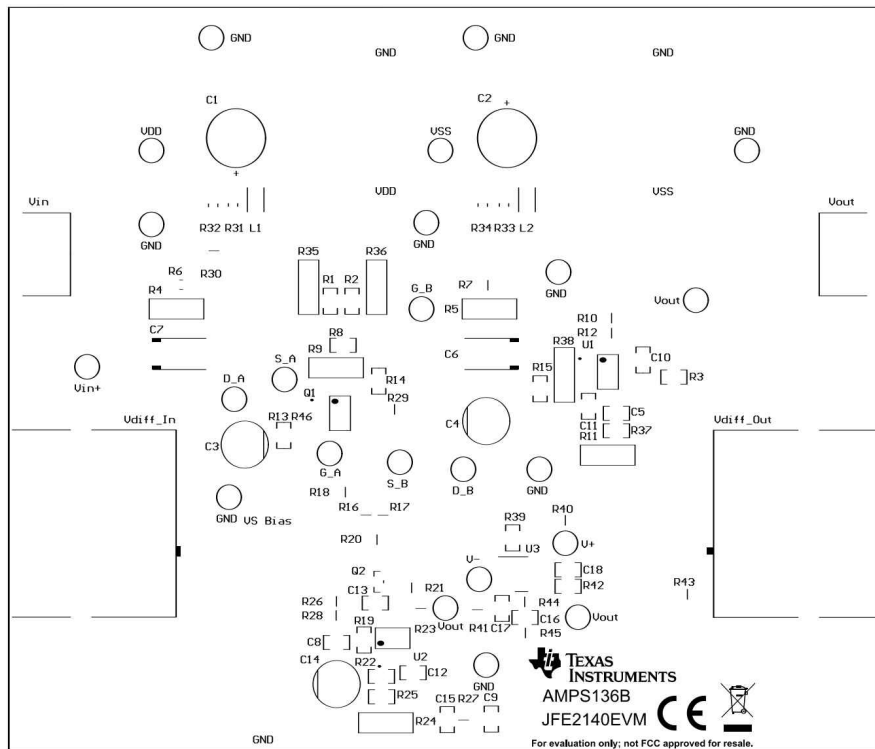 GND GND
GND GND
C1 C2 +
VDD VSS GND
+
VDD VSS
Vin Vout
R32 R31 L1 R34 R33 L2
GND GND
R35 R36
R6 R30 R1 R2 G_B R7 GND
R4 R5 Vout
R10
C7 R8 R12
R9 C6 R38 U1
S_A R15 C10
Vin+ D_A R14 R3
Q1 R29
Vdiff_In R13 R46 C4 C11 C5 Vdiff_Out
C3 R11 R37
G_A S_B D_B GND
R18
GND VS Bias R16 R17 R39 R40
R20 U3 V+
V-
Q2 C18
C13 R21 R42 R43
R26 R44
R28 Vout C16 Vout
R19 R23 R41 C17 R45
C8
C14 R22 U2 C12 GND
R25
R24 C15 R27 C9
GND
TEXAS
INSTRUMENTS
AMPS136B
JFE2140EVM CE
For evaluation only; not FCC approved for resale.